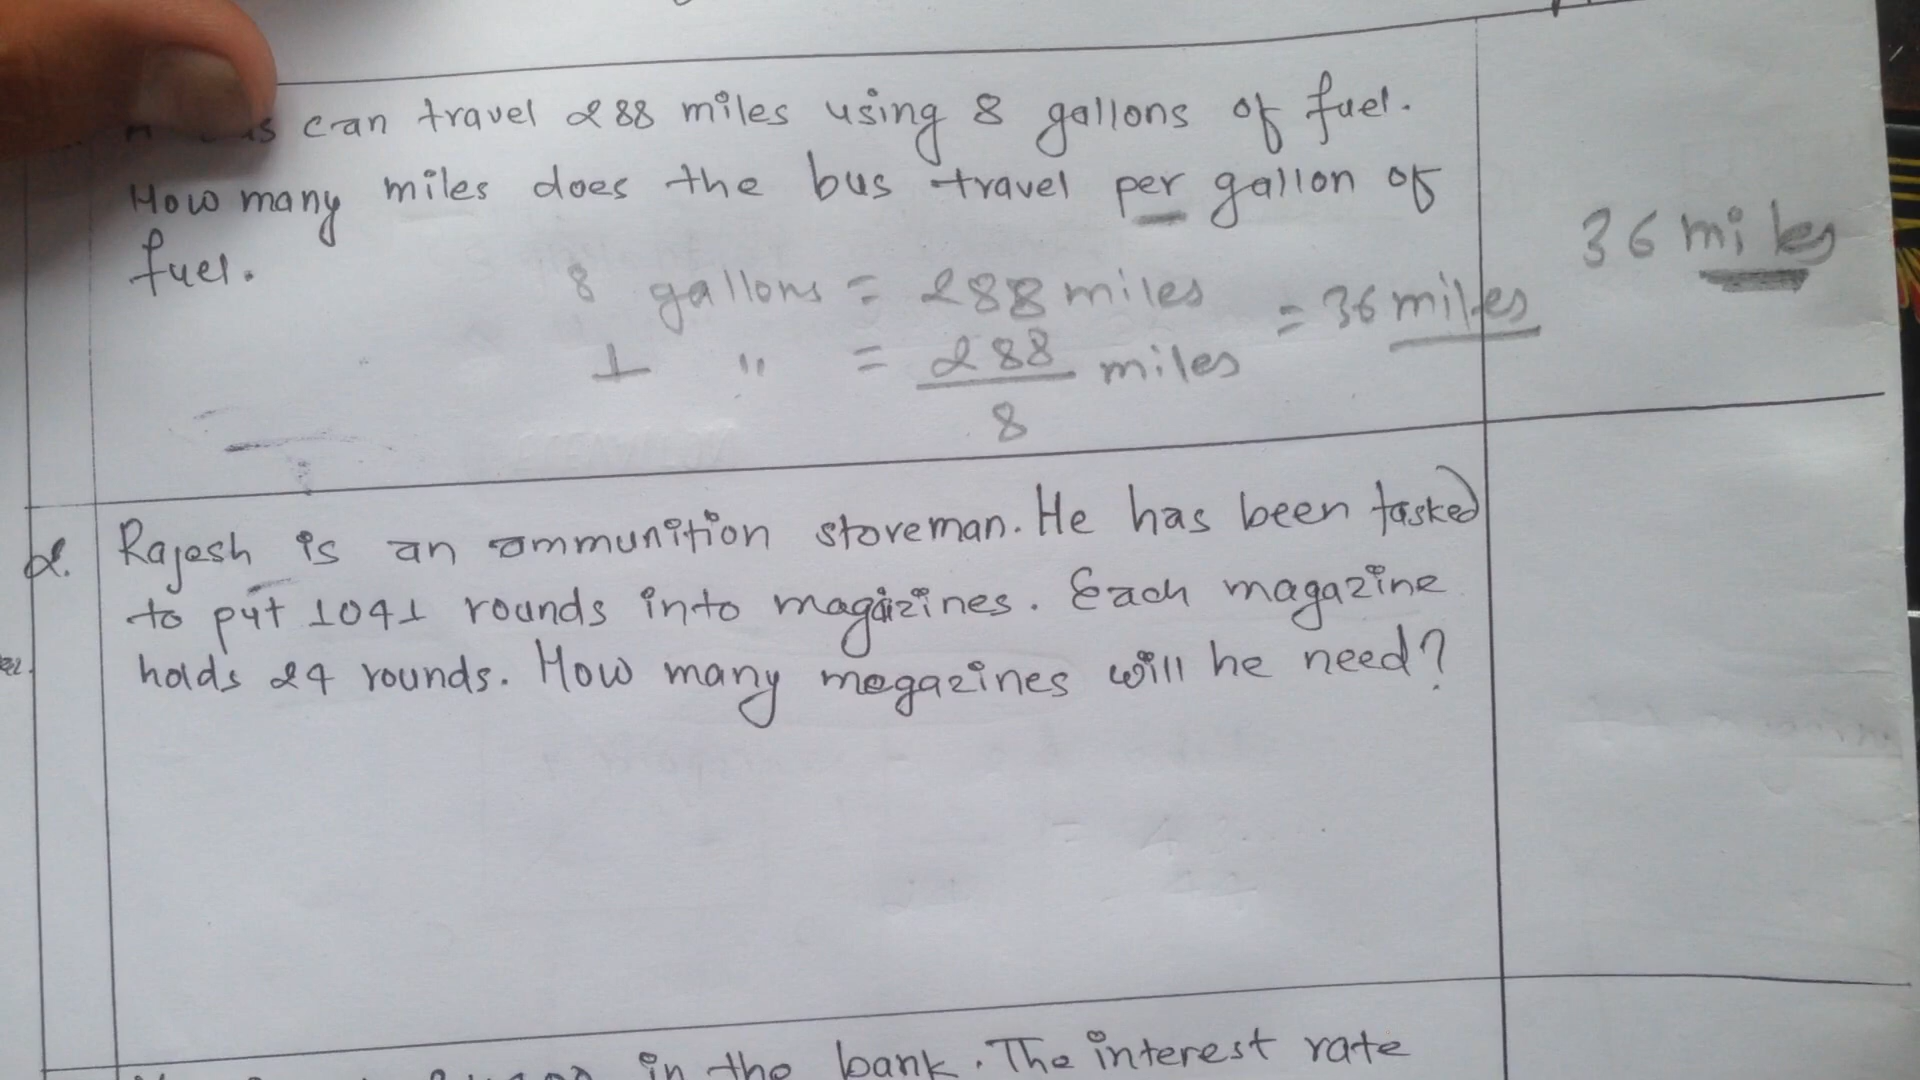 can travel 288 miles using 8 gallons of fuel.
How many miles does the bus travel per gallon of
fuel.
8 gallons = 288 miles
= 36 miles
1 " = 288 miles
8
36 miles
2. Rajesh is an ammunition storeman. He has been tasked
to put 1041 rounds into magazines. Each magazine
holds 24 rounds. How many megazines will he need?
in the bank. The interest rate